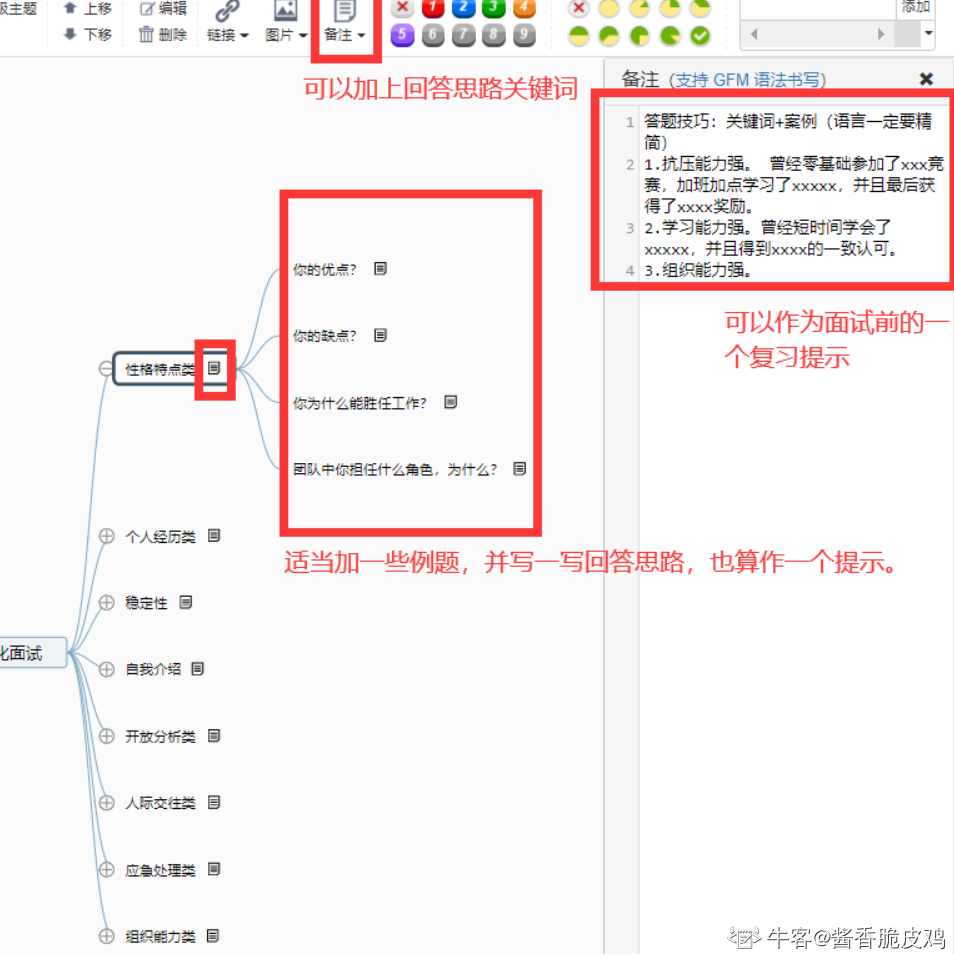 级主题 上移 编辑
下移 删除 链接 图片 备注
1 2 3 4
5 6 7 8 9
添加
可以加上回答思路关键词
备注（支持 GFM 语法书写）
1 答题技巧：关键词+案例（语言一定要精
简）
2 1.抗压能力强。 曾经零基础参加了xxx竞
赛，加班加点学习了xxxxx，并且最后获
得了xxxx奖励。
3 2.学习能力强。曾经短时间学会了
xxxxx，并且得到xxxx的一致认可。
4 3.组织能力强。
可以作为面试前的一
个复习提示
你的优点？
你的缺点？
性格特点类
你为什么能胜任工作？
团队中你担任什么角色，为什么？
适当加一些例题，并写一写回答思路，也算作一个提示。
个人经历类
稳定性
化面试
自我介绍
开放分析类
人际交往类
应急处理类
组织能力类
牛客@酱香脆皮鸡